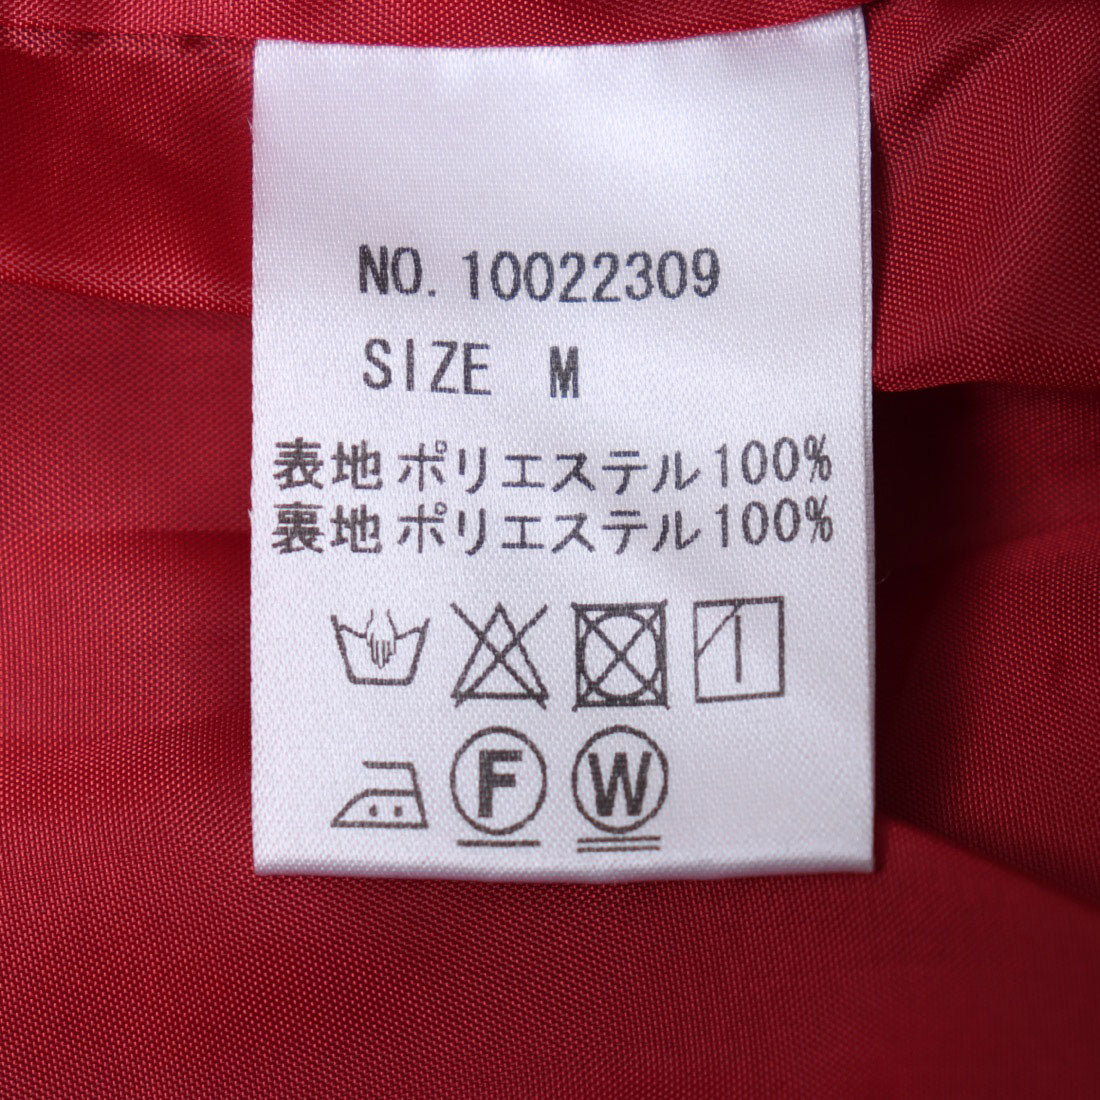 NO. 10022309
SIZE M
表地 ポリエステル100%
裏地 ポリエステル100%
F W